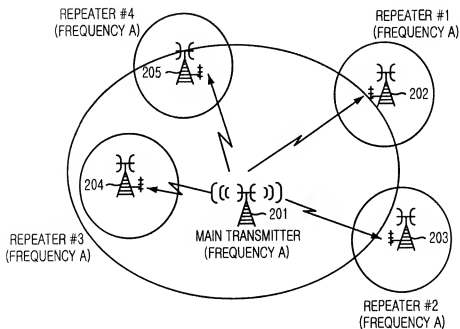 REPEATER #4
(FREQUENCY A)
205
REPEATER #1
(FREQUENCY A)
202
204
201
MAIN TRANSMITTER
(FREQUENCY A)
REPEATER #3
(FREQUENCY A)
203
REPEATER #2
(FREQUENCY A)